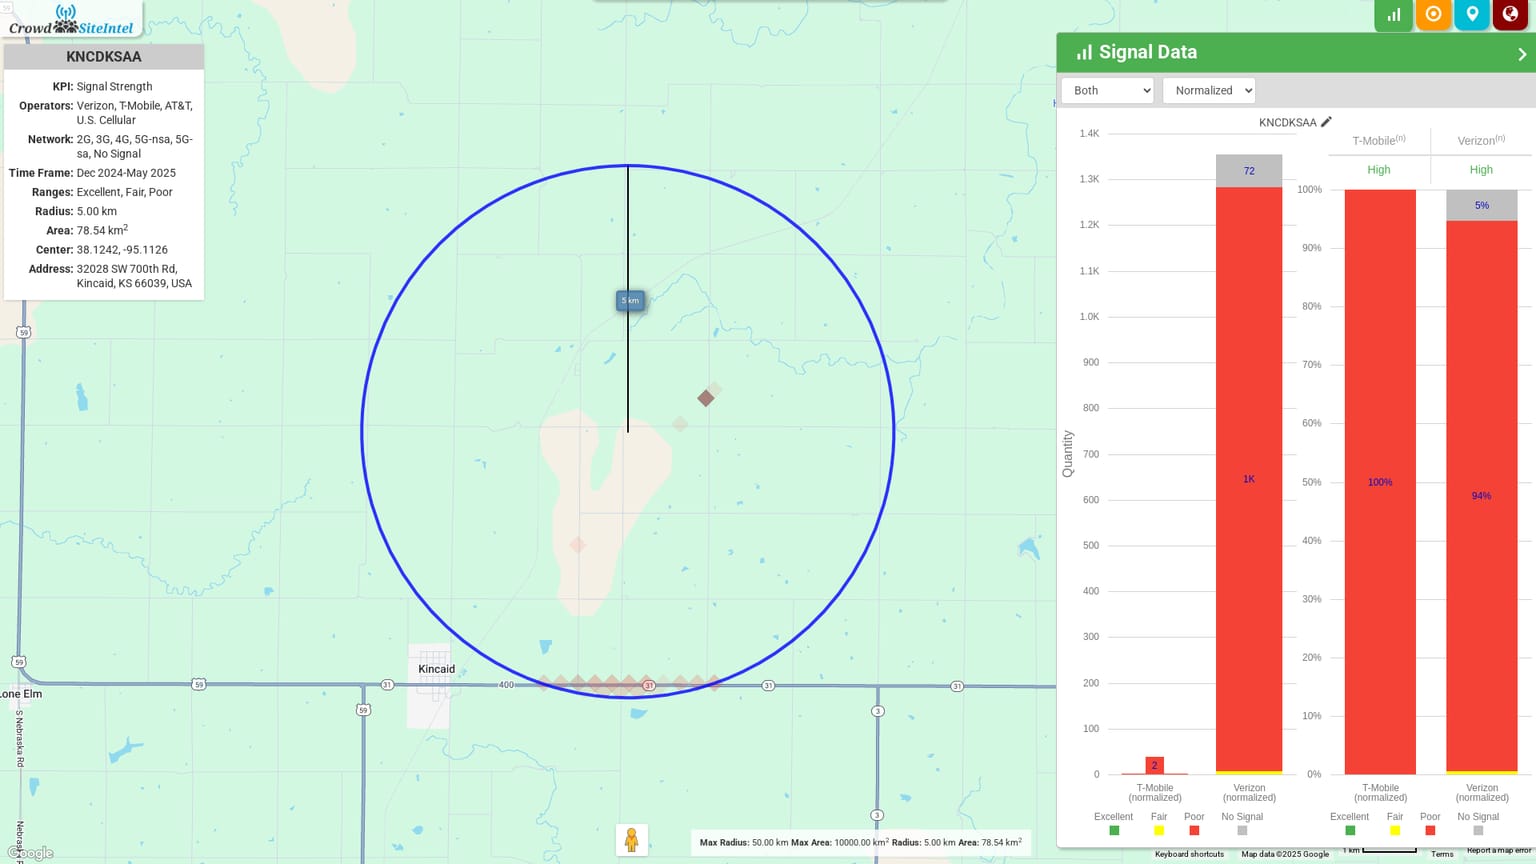 CrowdSiteIntel
KNCDKSAA
KPI: Signal Strength
Operators: Verizon, T-Mobile, AT&T,
U.S. Cellular
Network: 2G, 3G, 4G, 5G-nsa, 5G-
sa, No Signal
Time Frame: Dec 2024-May 2025
Ranges: Excellent, Fair, Poor
Radius: 5.00 km
Area: 78.54 km²
Center: 38.1242, -95.1126
Address: 32028 SW 700th Rd,
Kincaid, KS 66039, USA
59
59
5 km
59
Lone Elm
S Nebraska Rd
59
31
Kincaid
400
31
31
31
59
3
3
Google
Max Radius: 50.00 km Max Area: 10000.00 km² Radius: 5.00 km Area: 78.54 km²
Signal Data
Both
Normalized
KNCDKSAA
Quantity
1.4K
1.3K
1.2K
1.1K
1.0K
900
800
700
600
500
400
300
200
100
0
72
1K
2
T-Mobile
(normalized)
Verizon
(normalized)
Excellent
Fair
Poor
No Signal
T-Mobile(n)
Verizon(n)
High
High
100%
90%
80%
70%
60%
50%
40%
30%
20%
10%
0%
5%
100%
94%
T-Mobile
(normalized)
Verizon
(normalized)
Excellent
Fair
Poor
No Signal
Keyboard shortcuts
Map data ©2025 Google
1 km
Terms
Report a map error